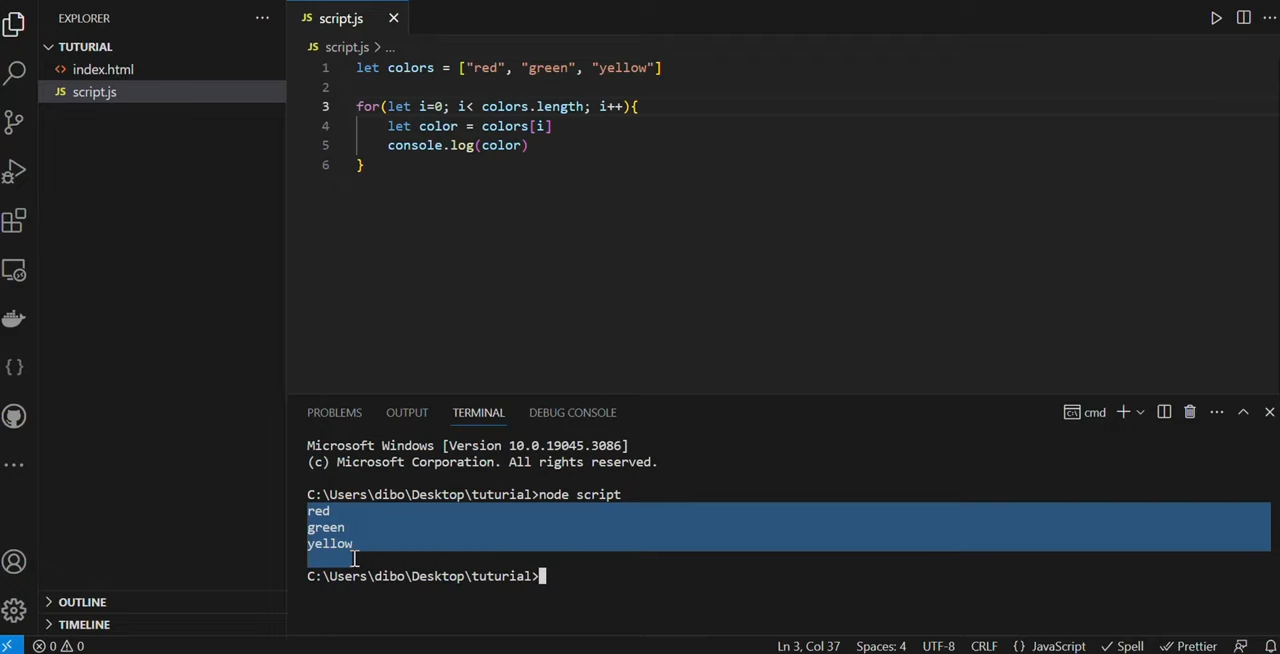 EXPLORER
TUTURIAL
<> index.html
JS script.js
JS script.js
JS script.js > ...
1 let colors = ["red", "green", "yellow"]
2
3 for(let i=0; i< colors.length; i++){
4 let color = colors[i]
5 console.log(color)
6 }
PROBLEMS OUTPUT TERMINAL DEBUG CONSOLE cmd
Microsoft Windows [Version 10.0.19045.3086]
(c) Microsoft Corporation. All rights reserved.
C:\Users\dibo\Desktop\tuturial>node script
red
green
yellow
C:\Users\dibo\Desktop\tuturial>
OUTLINE
TIMELINE
0 0 Ln 3, Col 37 Spaces: 4 UTF-8 CRLF {} JavaScript Spell Prettier